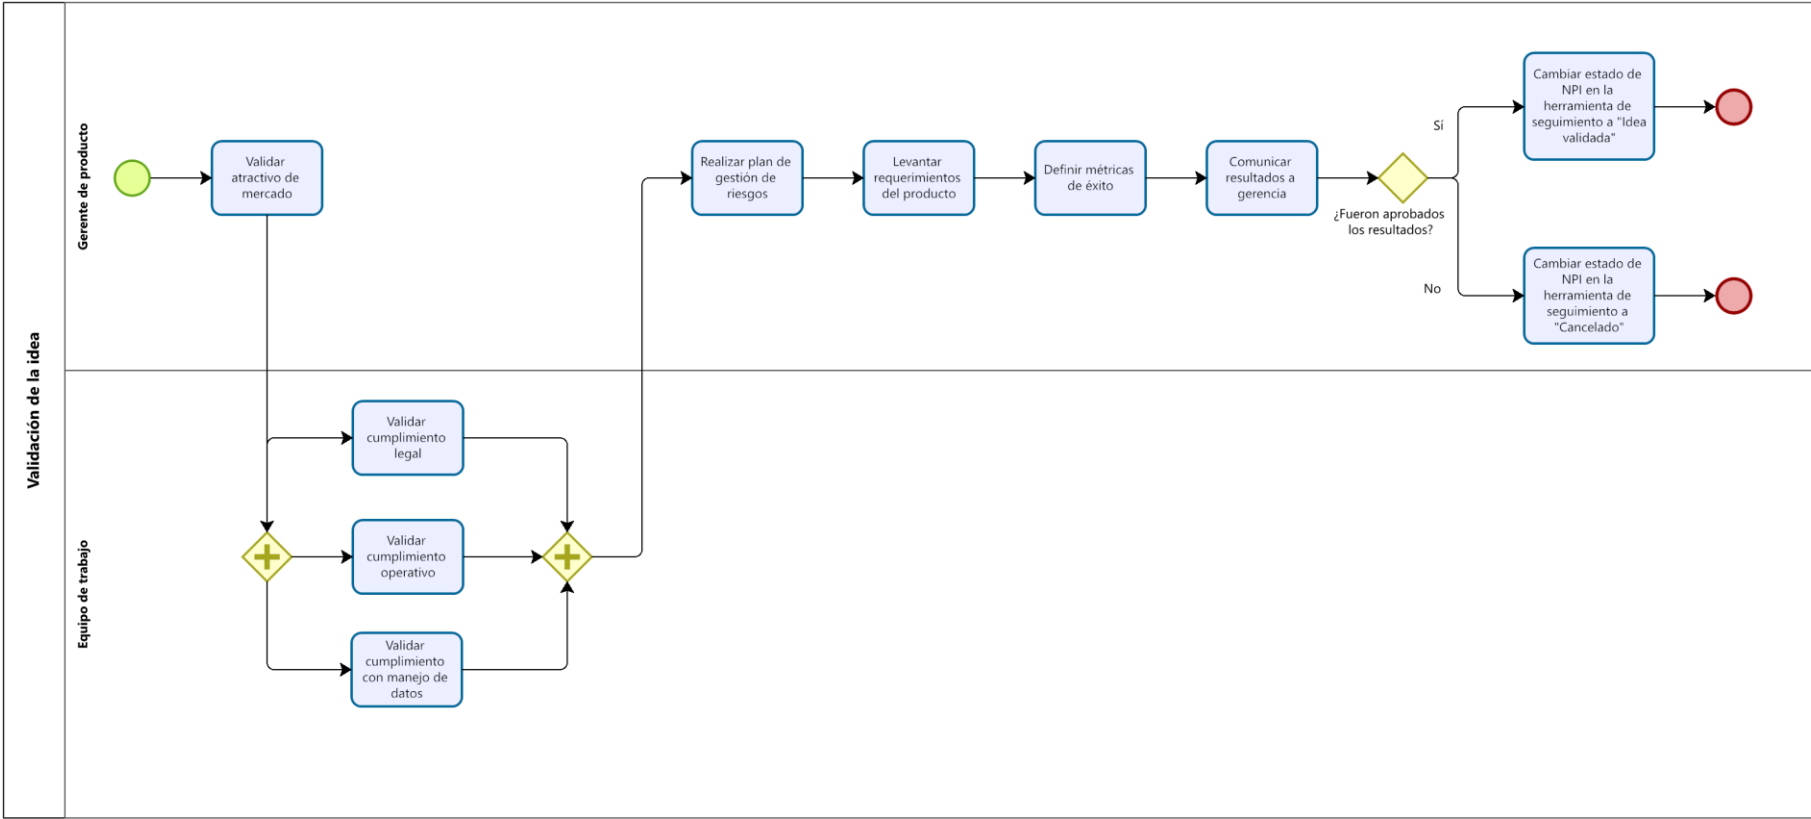 Validación de la idea
Gerente de producto
Validar
atractivo de
mercado
Realizar plan de
gestión de
riesgos
Levantar
requerimientos
del producto
Definir métricas
de éxito
Comunicar
resultados a
gerencia
¿Fueron aprobados
los resultados?
Sí
Cambiar estado de
NPI en la
herramienta de
seguimiento a "Idea
validada"
No
Cambiar estado de
NPI en la
herramienta de
seguimiento a
"Cancelado"
Equipo de trabajo
Validar
cumplimiento
legal
Validar
cumplimiento
operativo
Validar
cumplimiento
con manejo de
datos